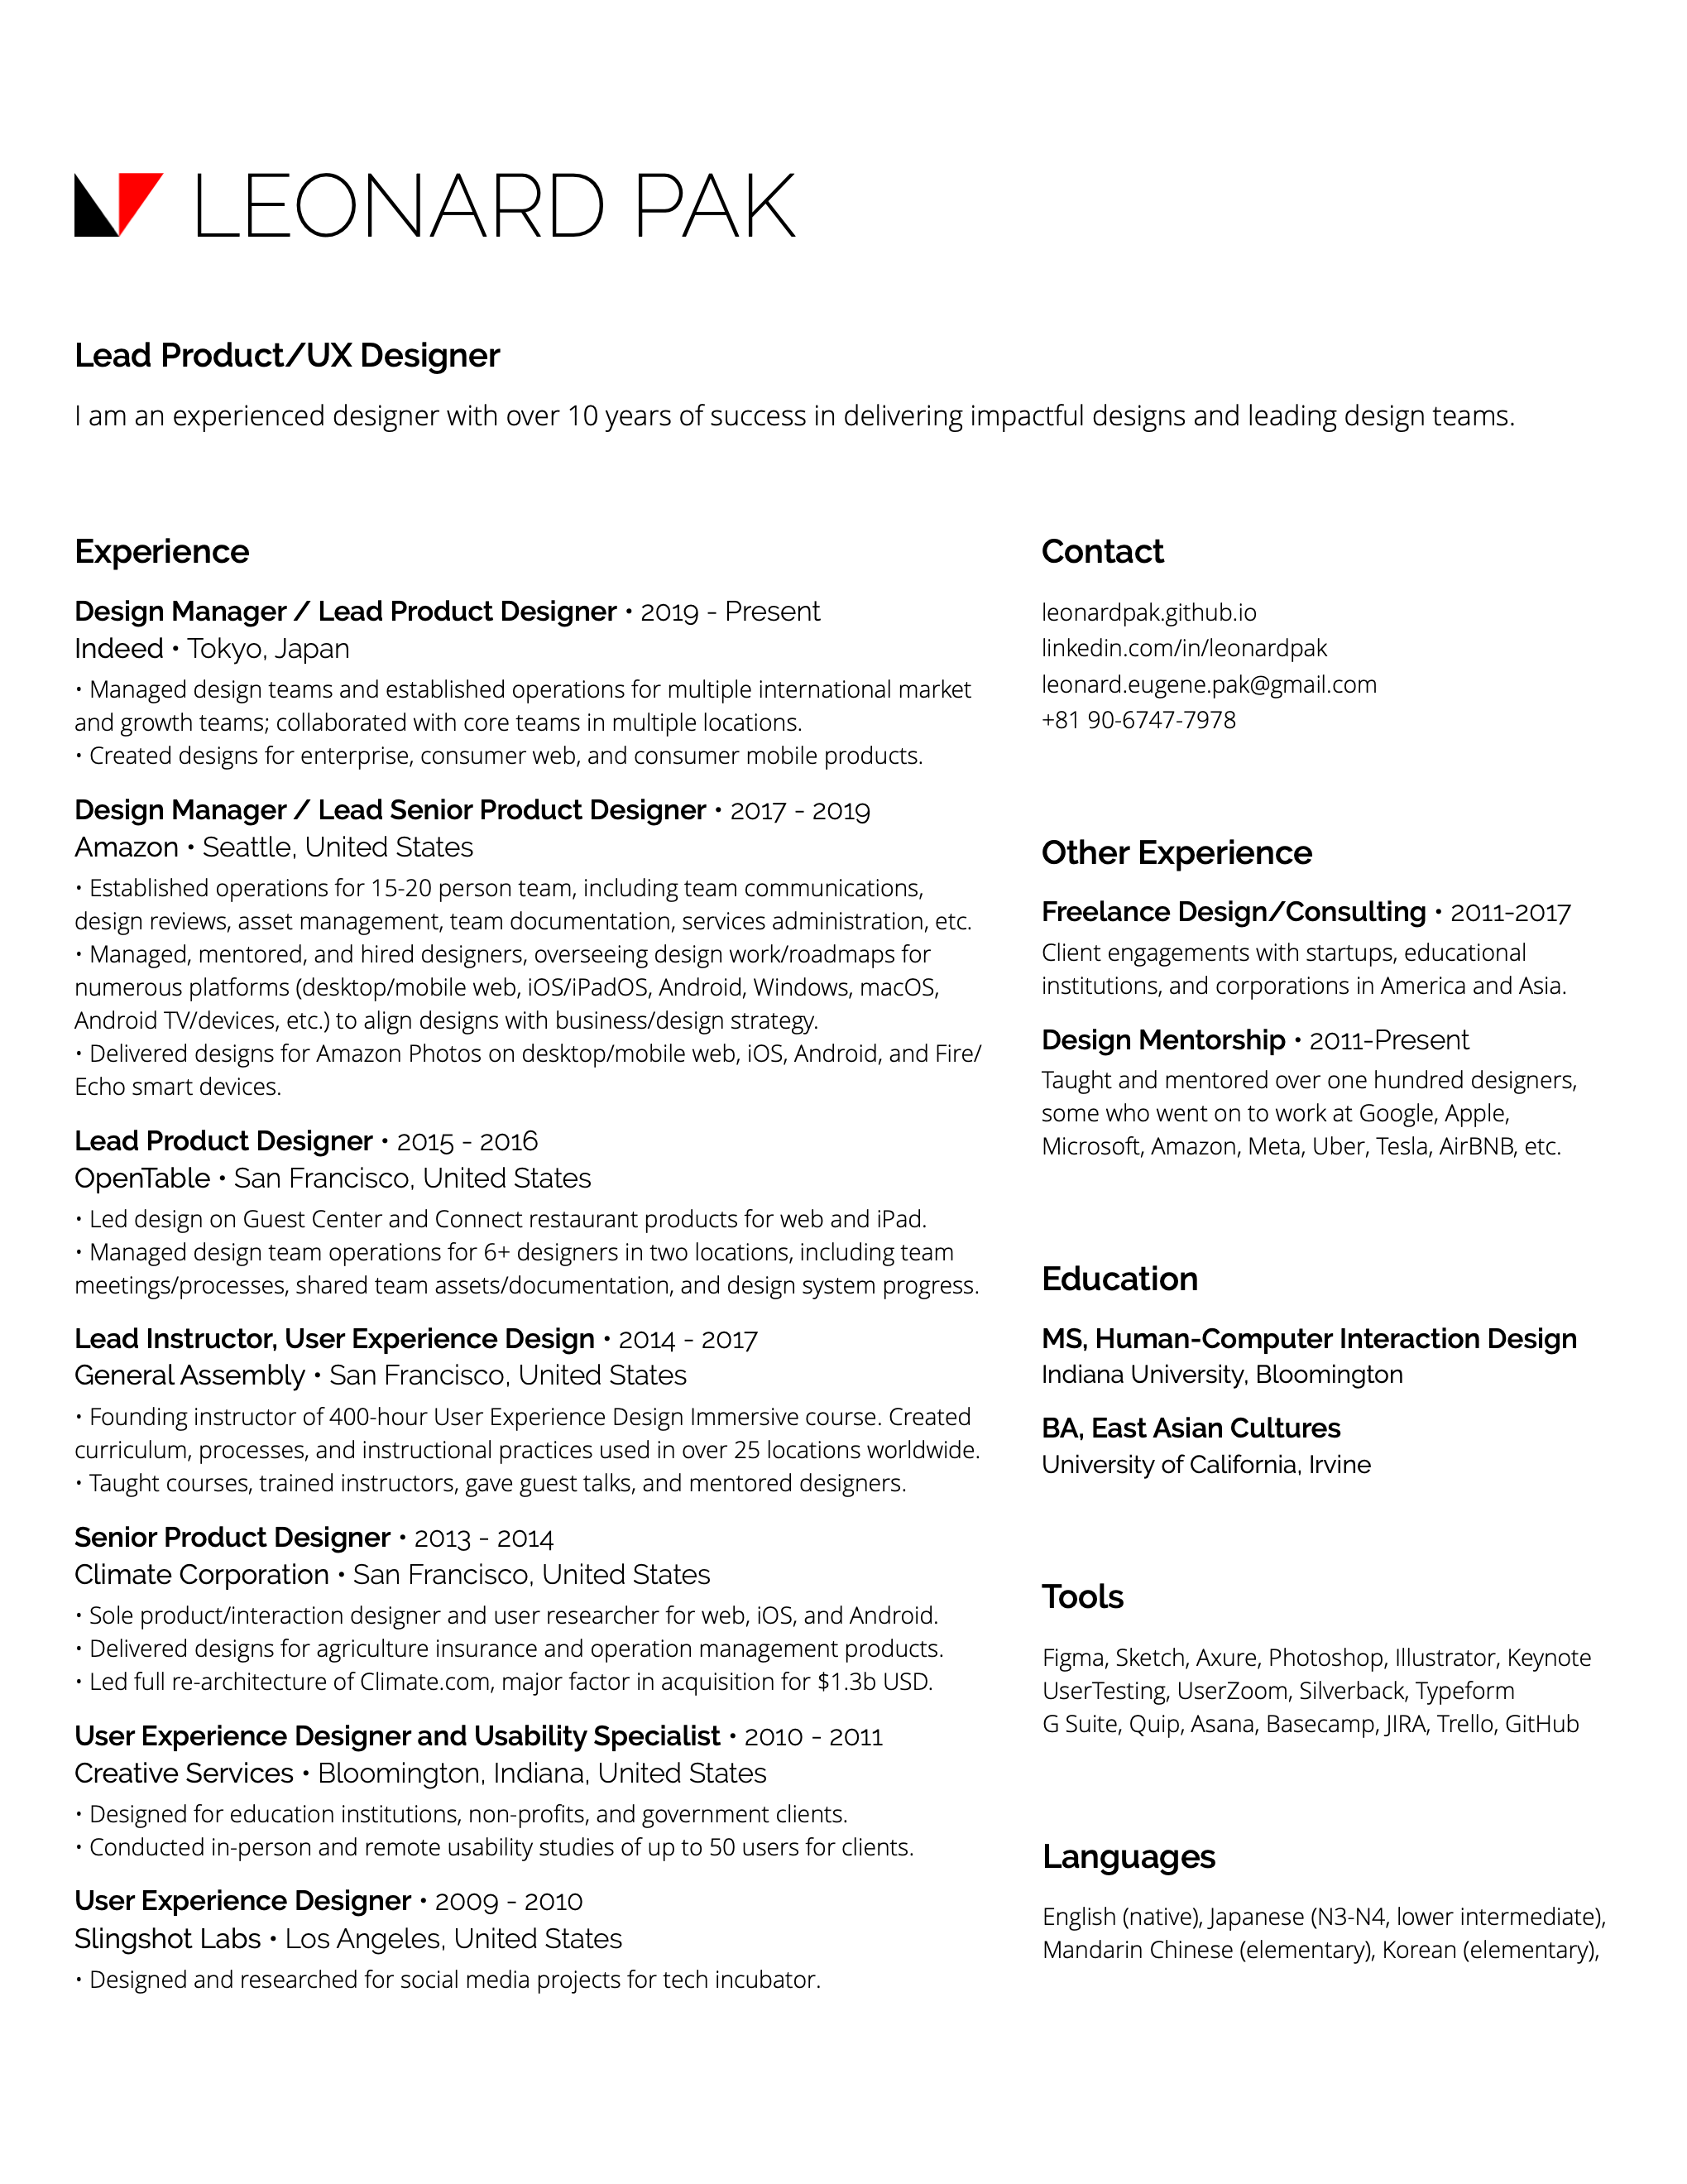 LEONARD PAK
Lead Product/UX Designer
I am an experienced designer with over 10 years of success in delivering impactful designs and leading design teams.
Experience
Design Manager / Lead Product Designer • 2019 - Present
Indeed • Tokyo, Japan
• Managed design teams and established operations for multiple international market
and growth teams; collaborated with core teams in multiple locations.
• Created designs for enterprise, consumer web, and consumer mobile products.
Design Manager / Lead Senior Product Designer • 2017 - 2019
Amazon • Seattle, United States
• Established operations for 15-20 person team, including team communications,
design reviews, asset management, team documentation, services administration, etc.
• Managed, mentored, and hired designers, overseeing design work/roadmaps for
numerous platforms (desktop/mobile web, iOS/iPadOS, Android, Windows, macOS,
Android TV/devices, etc.) to align designs with business/design strategy.
• Delivered designs for Amazon Photos on desktop/mobile web, iOS, Android, and Fire/
Echo smart devices.
Lead Product Designer • 2015 - 2016
OpenTable • San Francisco, United States
• Led design on Guest Center and Connect restaurant products for web and iPad.
• Managed design team operations for 6+ designers in two locations, including team
meetings/processes, shared team assets/documentation, and design system progress.
Lead Instructor, User Experience Design • 2014 - 2017
General Assembly • San Francisco, United States
• Founding instructor of 400-hour User Experience Design Immersive course. Created
curriculum, processes, and instructional practices used in over 25 locations worldwide.
• Taught courses, trained instructors, gave guest talks, and mentored designers.
Senior Product Designer • 2013 - 2014
Climate Corporation • San Francisco, United States
• Sole product/interaction designer and user researcher for web, iOS, and Android.
• Delivered designs for agriculture insurance and operation management products.
• Led full re-architecture of Climate.com, major factor in acquisition for $1.3b USD.
User Experience Designer and Usability Specialist • 2010 - 2011
Creative Services • Bloomington, Indiana, United States
• Designed for education institutions, non-profits, and government clients.
• Conducted in-person and remote usability studies of up to 50 users for clients.
User Experience Designer • 2009 - 2010
Slingshot Labs • Los Angeles, United States
• Designed and researched for social media projects for tech incubator.
Contact
leonardpak.github.io
linkedin.com/in/leonardpak
leonard.eugene.pak@gmail.com
+81 90-6747-7978
Other Experience
Freelance Design/Consulting • 2011-2017
Client engagements with startups, educational
institutions, and corporations in America and Asia.
Design Mentorship • 2011-Present
Taught and mentored over one hundred designers,
some who went on to work at Google, Apple,
Microsoft, Amazon, Meta, Uber, Tesla, AirBNB, etc.
Education
MS, Human-Computer Interaction Design
Indiana University, Bloomington
BA, East Asian Cultures
University of California, Irvine
Tools
Figma, Sketch, Axure, Photoshop, Illustrator, Keynote
UserTesting, UserZoom, Silverback, Typeform
G Suite, Quip, Asana, Basecamp, JIRA, Trello, GitHub
Languages
English (native), Japanese (N3-N4, lower intermediate),
Mandarin Chinese (elementary), Korean (elementary),